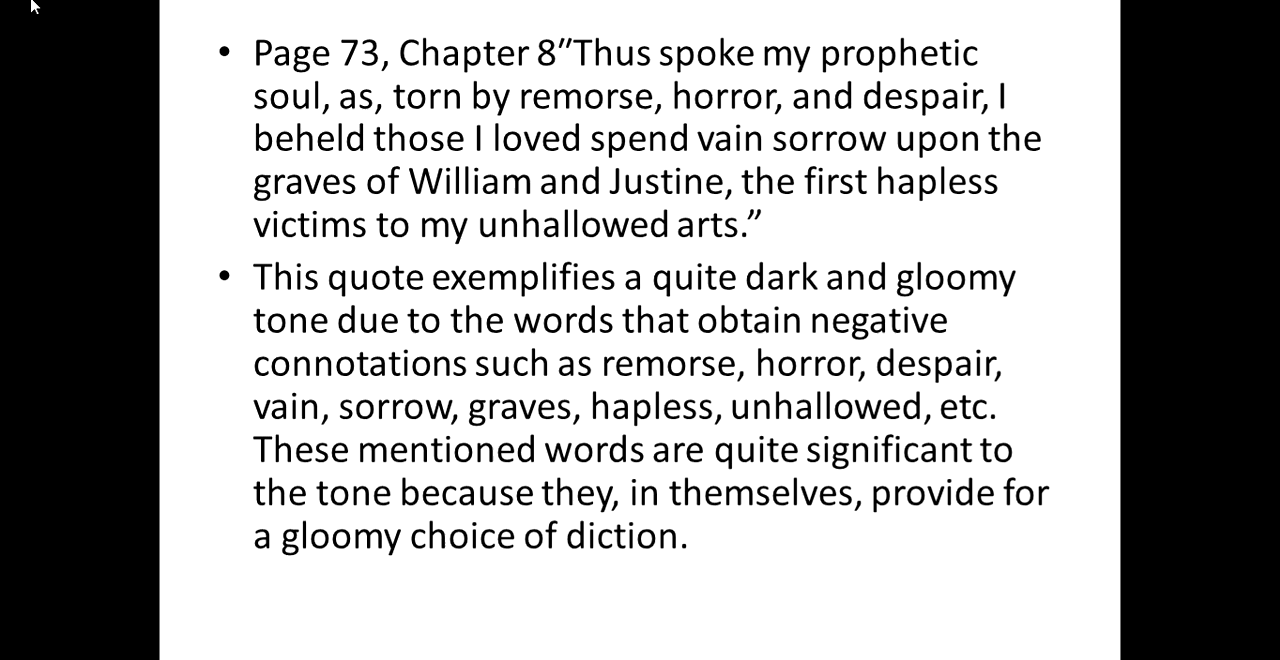 • Page 73, Chapter 8”Thus spoke my prophetic
soul, as, torn by remorse, horror, and despair, I
beheld those I loved spend vain sorrow upon the
graves of William and Justine, the first hapless
victims to my unhallowed arts.”
• This quote exemplifies a quite dark and gloomy
tone due to the words that obtain negative
connotations such as remorse, horror, despair,
vain, sorrow, graves, hapless, unhallowed, etc.
These mentioned words are quite significant to
the tone because they, in themselves, provide for
a gloomy choice of diction.